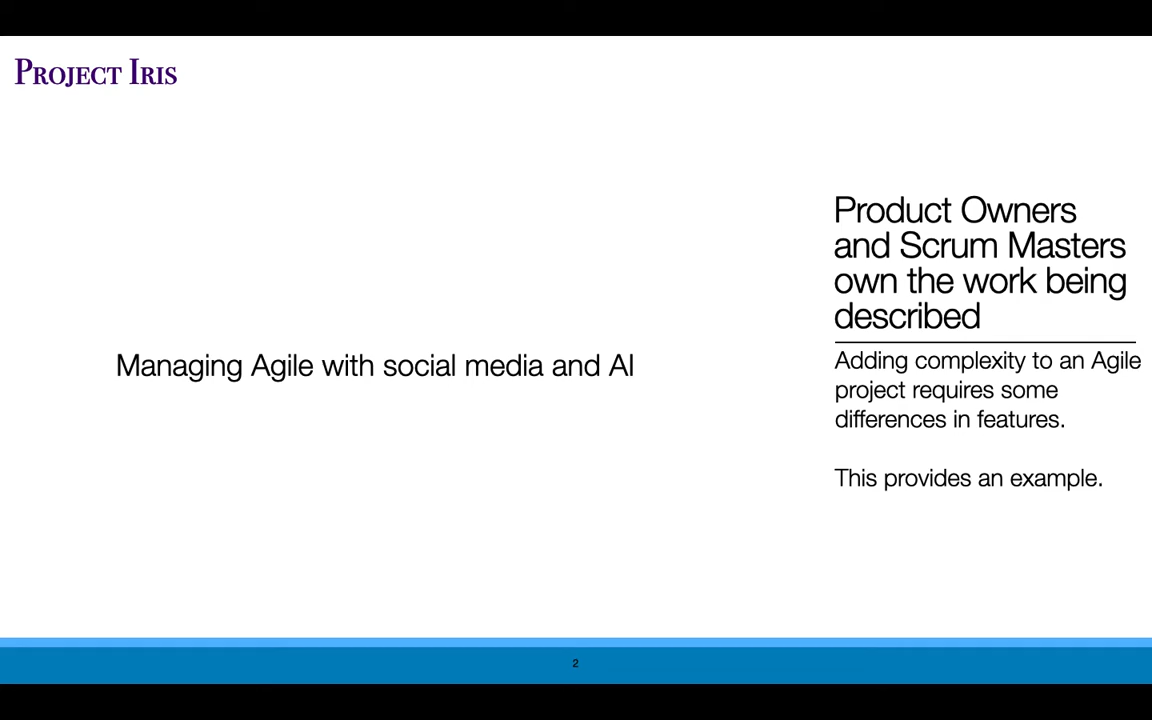 PROJECT IRIS
Managing Agile with social media and AI
Product Owners
and Scrum Masters
own the work being
described
Adding complexity to an Agile
project requires some
differences in features.
This provides an example.
2